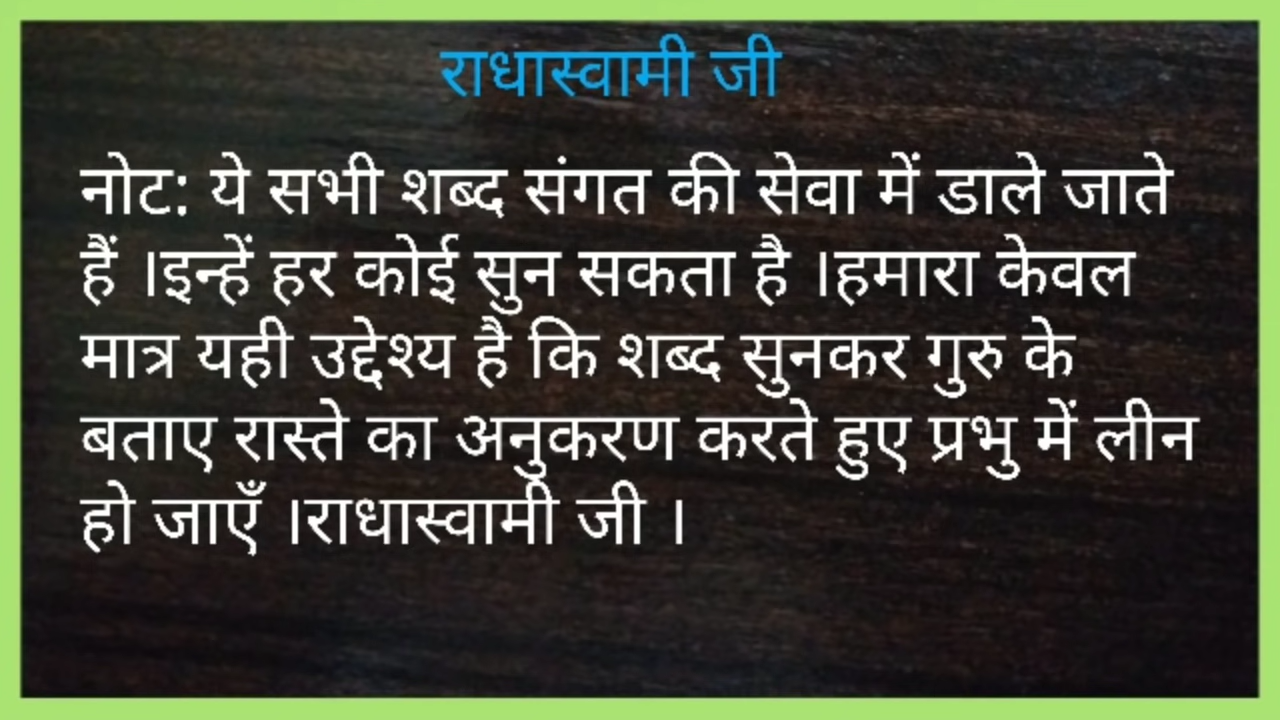 राधास्वामी जी
नोट: ये सभी शब्द संगत की सेवा में डाले जाते
हैं ।इन्हें हर कोई सुन सकता है ।हमारा केवल
मात्र यही उद्देश्य है कि शब्द सुनकर गुरु के
बताए रास्ते का अनुकरण करते हुए प्रभु में लीन
हो जाएँ ।राधास्वामी जी ।